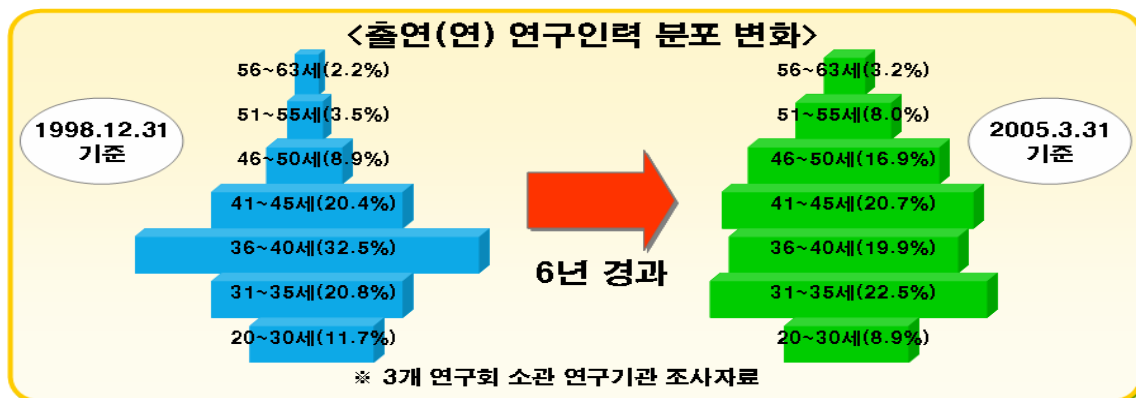 <출연(연) 연구인력 분포 변화>
1998.12.31
기준
56~63세(2.2%)
51~55세(3.5%)
46~50세(8.9%)
41~45세(20.4%)
36~40세(32.5%)
31~35세(20.8%)
20~30세(11.7%)
6년 경과
56~63세(3.2%)
51~55세(8.0%)
46~50세(16.9%)
41~45세(20.7%)
36~40세(19.9%)
31~35세(22.5%)
20~30세(8.9%)
2005.3.31
기준
※ 3개 연구회 소관 연구기관 조사자료